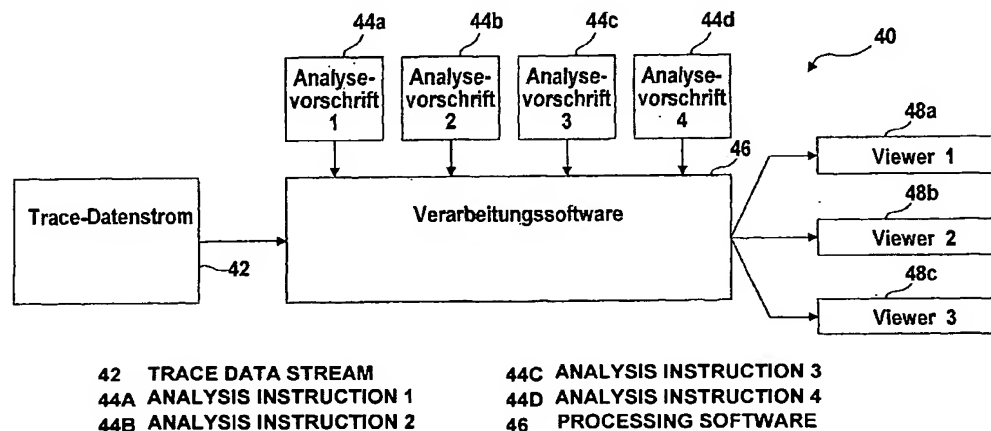 44a 44b 44c 44d
40
Analyse-
vorschrift
1
Analyse-
vorschrift
2
Analyse-
vorschrift
3
Analyse-
vorschrift
4
46
48a
Viewer 1
Trace-Datenstrom
Verarbeitungssoftware
48b
Viewer 2
42
48c
Viewer 3
42 TRACE DATA STREAM
44A ANALYSIS INSTRUCTION 1
44B ANALYSIS INSTRUCTION 2
44C ANALYSIS INSTRUCTION 3
44D ANALYSIS INSTRUCTION 4
46 PROCESSING SOFTWARE